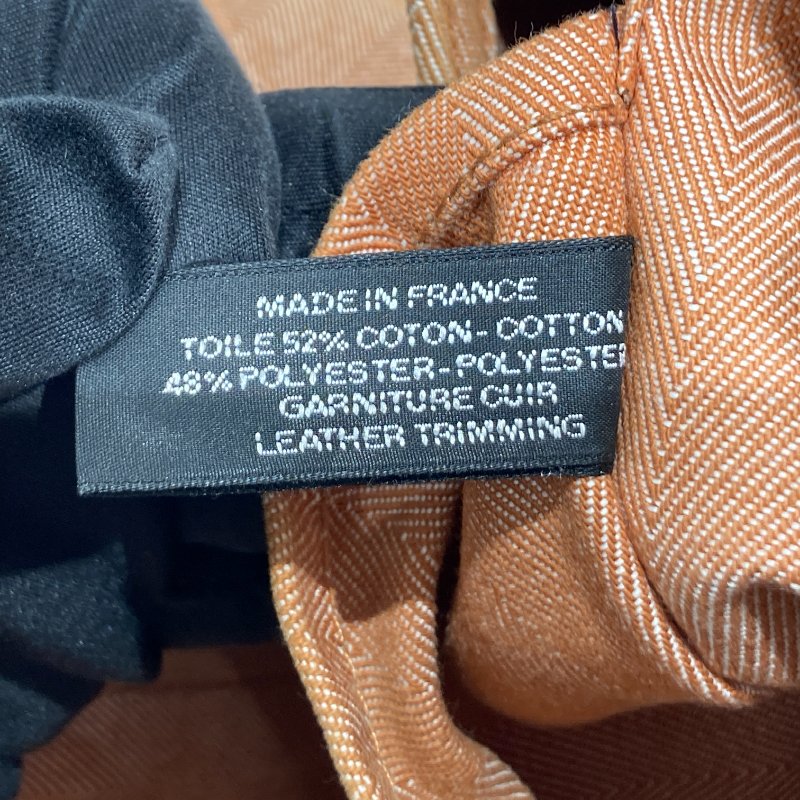 MADE IN FRANCE
TOILE 52% COTON-COTTON
48% POLYESTER-POLYESTER
GARNITURE CUIR
LEATHER TRIMMING